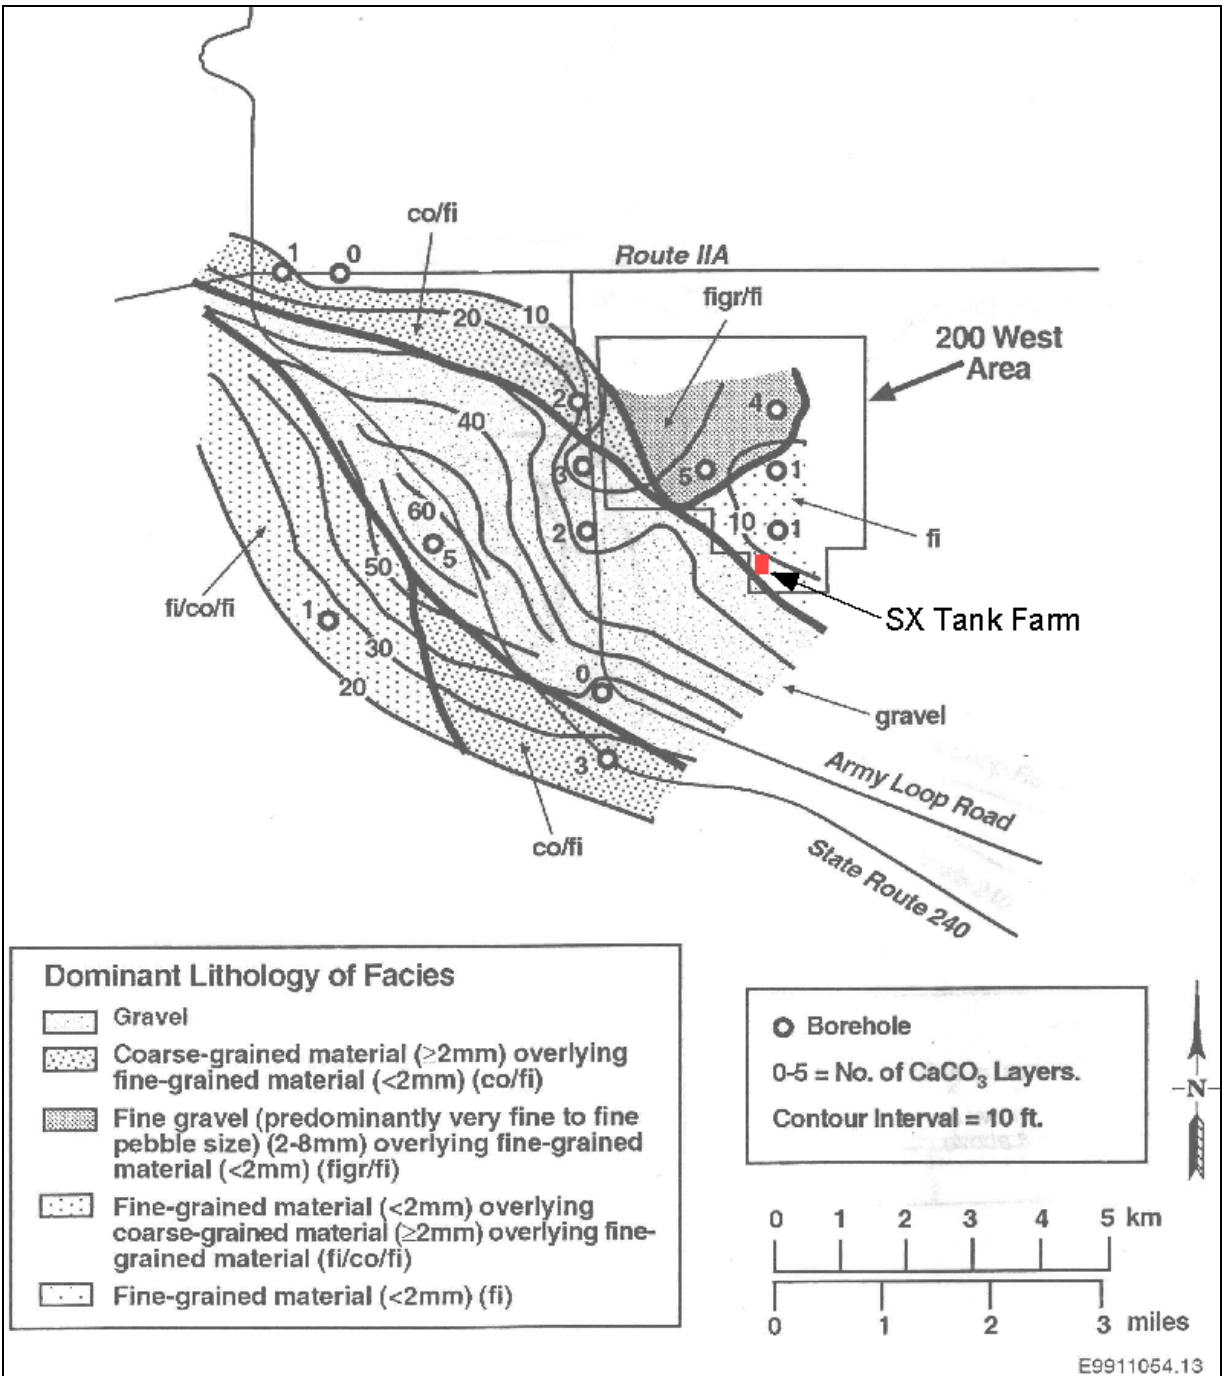 co/fi
1
0
Route IIA
figr/fi
10
20
200 West
Area
2
4
40
3
5
1
60
10
1
2
5
fi
50
fi/co/fi
1
SX Tank Farm
30
20
0
gravel
3
Army Loop Road
co/fi
State Route 240
Dominant Lithology of Facies
Gravel
Coarse-grained material (≥2mm) overlying
fine-grained material (<2mm) (co/fi)
Fine gravel (predominantly very fine to fine
pebble size) (2-8mm) overlying fine-grained
material (<2mm) (figr/fi)
Fine-grained material (<2mm) overlying
coarse-grained material (≥2mm) overlying fine-
grained material (fi/co/fi)
Fine-grained material (<2mm) (fi)
Borehole
0-5 = No. of CaCO₃ Layers.
Contour Interval = 10 ft.
N
0 1 2 3 4 5 km
0 1 2 3 miles
E9911054.13